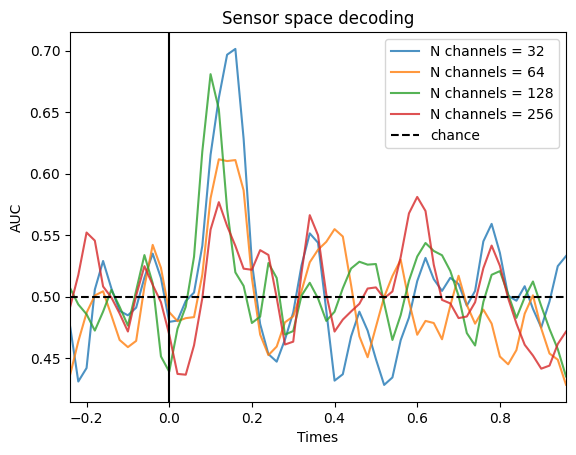 Sensor space decoding
N channels = 32
N channels = 64
N channels = 128
N channels = 256
chance
AUC
0.70
0.65
0.60
0.55
0.50
0.45
−0.2
0.0
0.2
0.4
0.6
0.8
Times